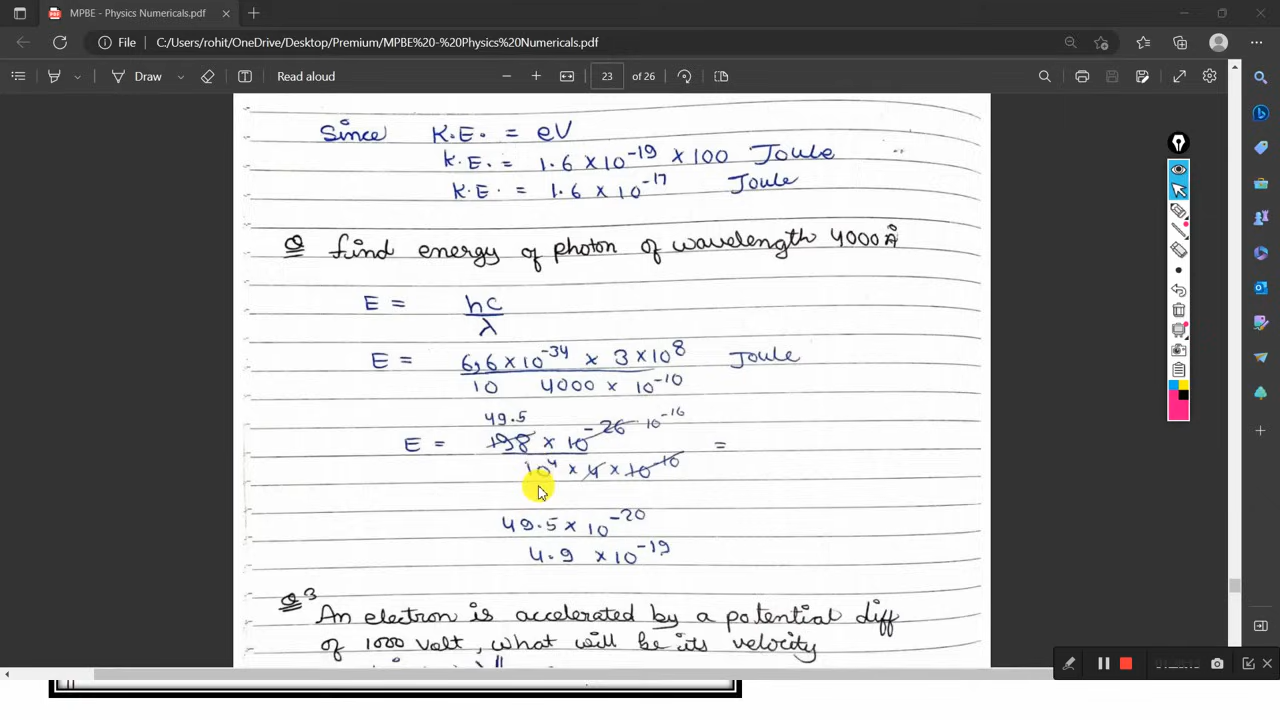 MPBE - Physics Numericals.pdf
File C:/Users/rohit/OneDrive/Desktop/Premium/MPBE%20-%20Physics%20Numericals.pdf
Draw Read aloud 23 of 26
Since K.E. = eV
K.E. = 1.6 × 10⁻¹⁹ × 100 Joule
K.E. = 1.6 × 10⁻¹⁷ Joule
Q find energy of photon of wavelength 4000 Å
E = hc
λ
E = 6,6 × 10⁻³⁴ × 3 × 10⁸ Joule
10 4000 × 10⁻¹⁰
49.5
E = 198 × 10⁻²⁶ 10⁻¹⁶ =
10⁴ × 4 × 10⁻¹⁰
49.5 × 10⁻²⁰
4.9 × 10⁻¹⁹
Q3 An electron is accelerated by a potential diff
of 1000 volt, what will be its velocity